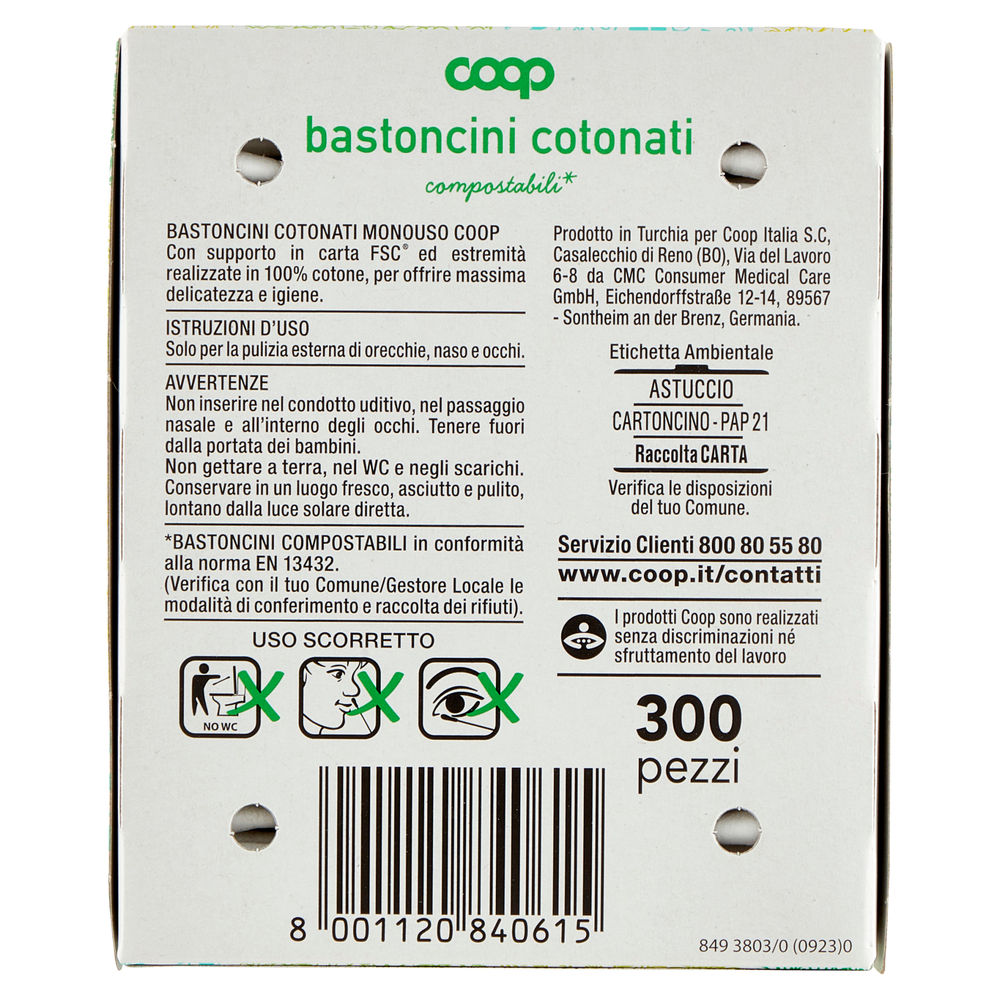 coop
bastoncini cotonati
compostabili*
BASTONCINI COTONATI MONOUSO COOP
Con supporto in carta FSC® ed estremità
realizzate in 100% cotone, per offrire massima
delicatezza e igiene.
ISTRUZIONI D'USO
Solo per la pulizia esterna di orecchie, naso e occhi.
AVVERTENZE
Non inserire nel condotto uditivo, nel passaggio
nasale e all'interno degli occhi. Tenere fuori
dalla portata dei bambini.
Non gettare a terra, nel WC e negli scarichi.
Conservare in un luogo fresco, asciutto e pulito,
lontano dalla luce solare diretta.
*BASTONCINI COMPOSTABILI in conformità
alla norma EN 13432.
(Verifica con il tuo Comune/Gestore Locale le
modalità di conferimento e raccolta dei rifiuti).
USO SCORRETTO
NO WC
Prodotto in Turchia per Coop Italia S.C,
Casalecchio di Reno (BO), Via del Lavoro
6-8 da CMC Consumer Medical Care
GmbH, Eichendorffstraße 12-14, 89567
- Sontheim an der Brenz, Germania.
Etichetta Ambientale
ASTUCCIO
CARTONCINO - PAP 21
Raccolta CARTA
Verifica le disposizioni
del tuo Comune.
Servizio Clienti 800 80 55 80
www.coop.it/contatti
I prodotti Coop sono realizzati
senza discriminazioni né
sfruttamento del lavoro
300
pezzi
8 001120 840615
849 3803/0 (0923)0